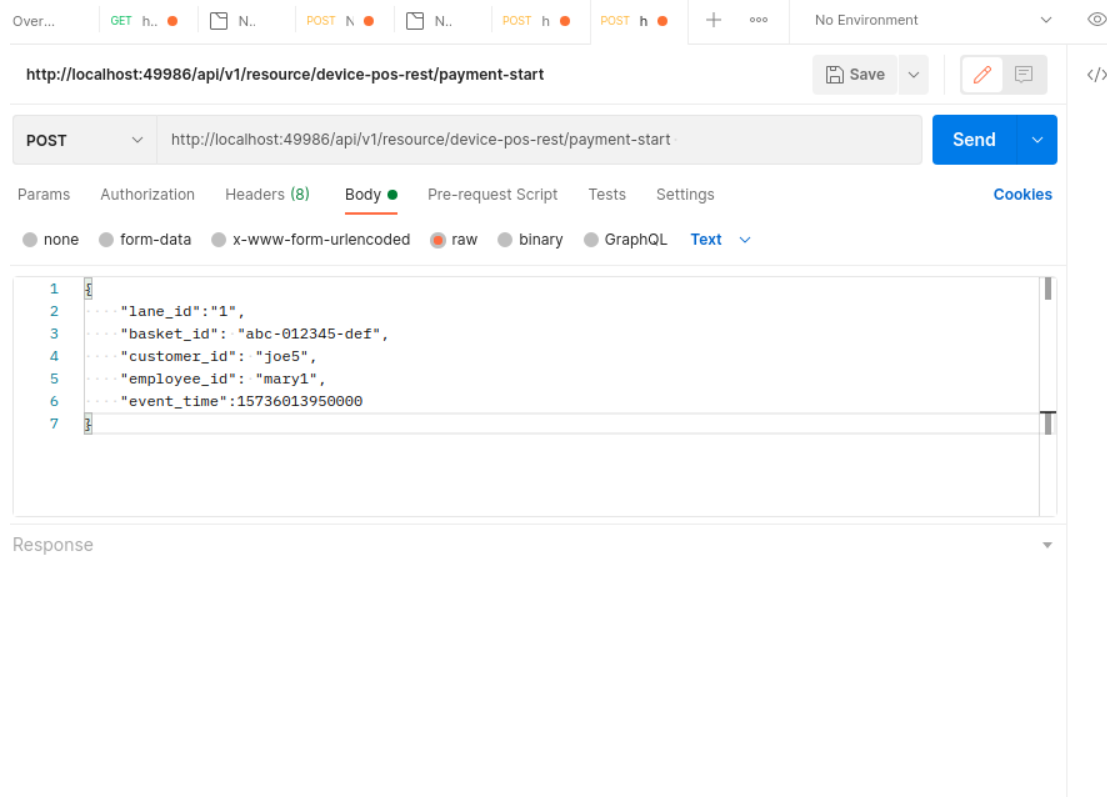 Over... GET h.. N.. POST N N.. POST h POST h No Environment
http://localhost:49986/api/v1/resource/device-pos-rest/payment-start Save </>
POST http://localhost:49986/api/v1/resource/device-pos-rest/payment-start Send
Params Authorization Headers (8) Body Pre-request Script Tests Settings Cookies
none form-data x-www-form-urlencoded raw binary GraphQL Text
1 {
2 "lane_id":"1",
3 "basket_id": "abc-012345-def",
4 "customer_id": "joe5",
5 "employee_id": "mary1",
6 "event_time":15736013950000
7 }
Response